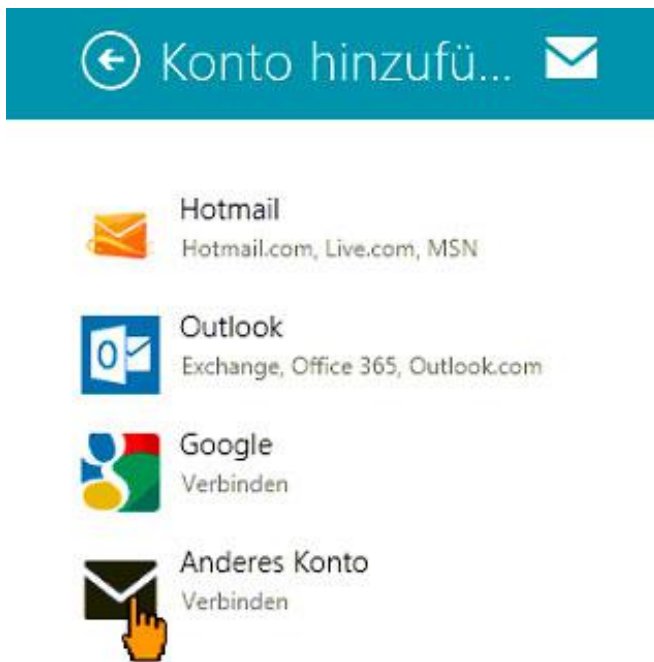 Konto hinzufü...
Hotmail
Hotmail.com, Live.com, MSN
Outlook
Exchange, Office 365, Outlook.com
Google
Verbinden
Anderes Konto
Verbinden